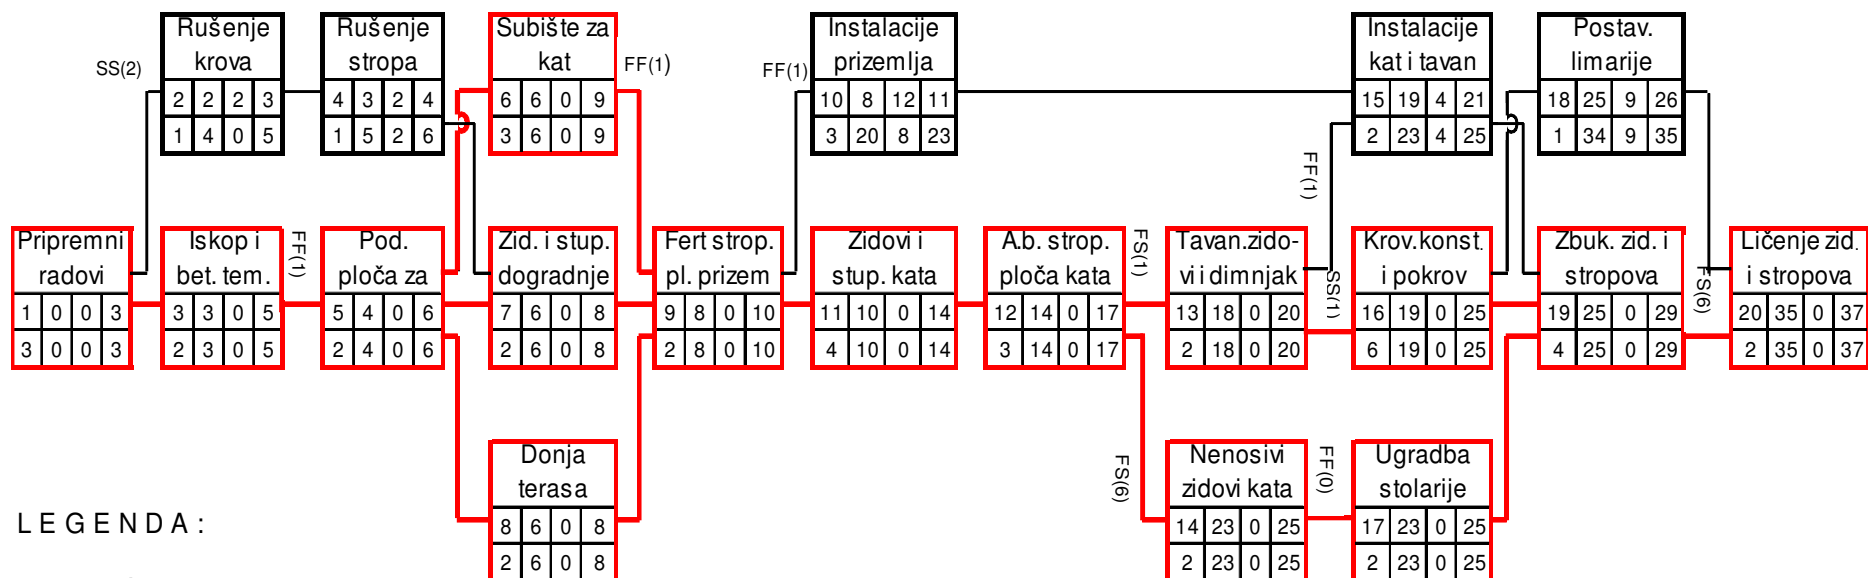 Rušenje
krova
2 2 2 3
1 4 0 5
Rušenje
stropa
4 3 2 4
1 5 2 6
Subište za
kat
6 6 0 9
3 6 0 9
Instalacije
prizemlja
10 8 12 11
3 20 8 23
Instalacije
kat i tavan
15 19 4 21
2 23 4 25
Postav.
limarije
18 25 9 26
1 34 9 35
SS(2)
FF(1)
FF(1)
FF(1)
Pripremni
radovi
1 0 0 3
3 0 0 3
Iskop i
bet. tem.
3 3 0 5
2 3 0 5
FF(1)
Pod.
ploča za
5 4 0 6
2 4 0 6
Zid. i stup.
dogradnje
7 6 0 8
2 6 0 8
Fert strop.
pl. prizem
9 8 0 10
2 8 0 10
Zidovi i
stup. kata
11 10 0 14
4 10 0 14
A.b. strop.
ploča kata
12 14 0 17
3 14 0 17
FS(1)
Tavan.zido-
vi i dimnjak
13 18 0 20
2 18 0 20
SS(1)
Krov.konst.
i pokrov
16 19 0 25
6 19 0 25
Zbuk. zid. i
stropova
19 25 0 29
4 25 0 29
FS(6)
Ličenje zid.
i stropova
20 35 0 37
2 35 0 37
Donja
terasa
8 6 0 8
2 6 0 8
FS(6)
Nenosivi
zidovi kata
14 23 0 25
2 23 0 25
FF(0)
Ugradba
stolarije
17 23 0 25
2 23 0 25
LEGENDA: